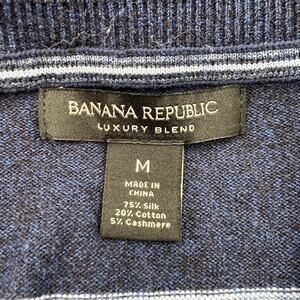 BANANA REPUBLIC
LUXURY BLEND
M
MADE IN
CHINA
75% Silk
20% Cotton
5% Cashmere